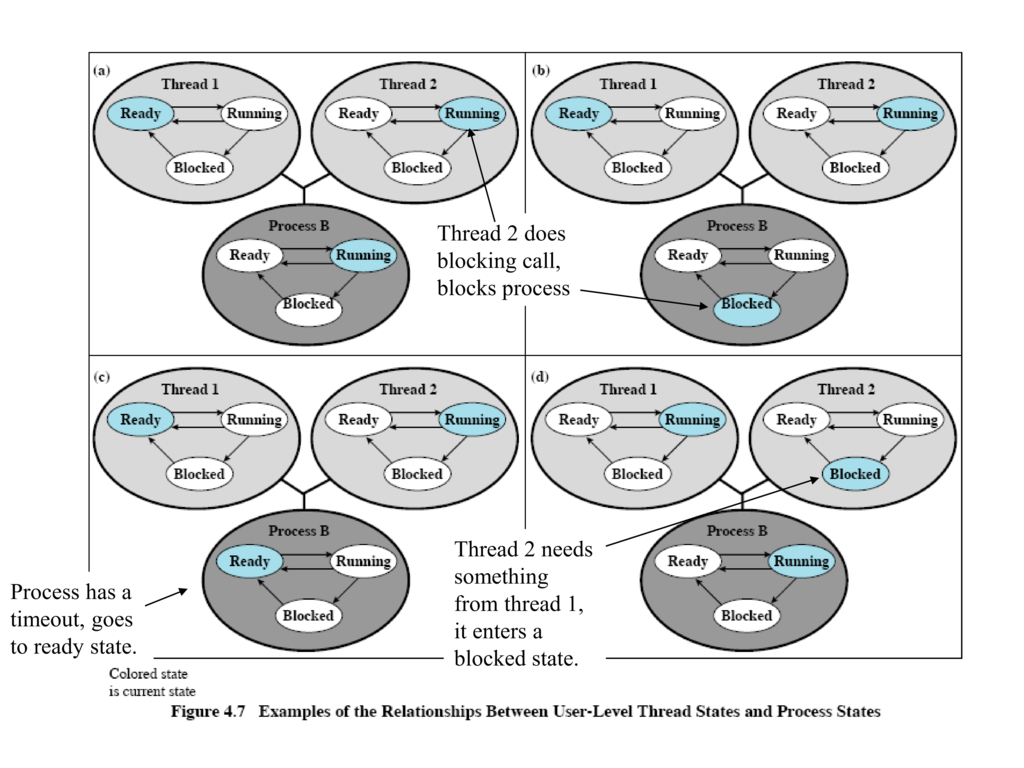 (a)
Thread 1
Ready
Running
Blocked
Thread 2
Ready
Running
Blocked
Process B
Ready
Running
Blocked
(b)
Thread 1
Ready
Running
Blocked
Thread 2
Ready
Running
Blocked
Process B
Ready
Running
Blocked
Thread 2 does
blocking call,
blocks process
(c)
Thread 1
Ready
Running
Blocked
Thread 2
Ready
Running
Blocked
Process B
Ready
Running
Blocked
(d)
Thread 1
Ready
Running
Blocked
Thread 2
Ready
Running
Blocked
Process B
Ready
Running
Blocked
Thread 2 needs
something
from thread 1,
it enters a
blocked state.
Process has a
timeout, goes
to ready state.
Colored state
is current state
Figure 4.7 Examples of the Relationships Between User-Level Thread States and Process States